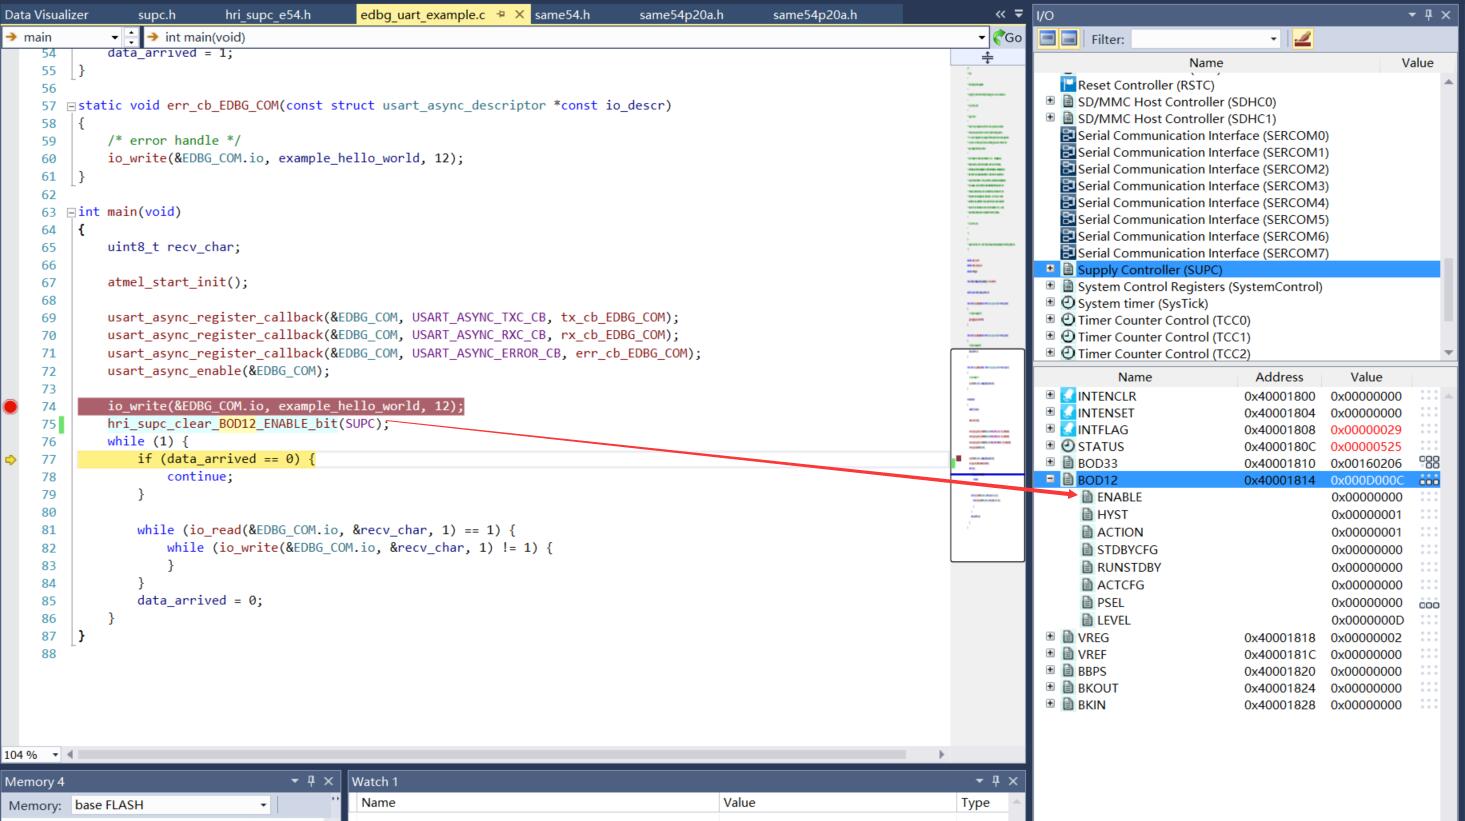 Data Visualizer supc.h hri_supc_e54.h edbg_uart_example.c same54.h same54p20a.h same54p20a.h
main int main(void) Go
54 data_arrived = 1;
55 }
56
57 static void err_cb_EDBG_COM(const struct usart_async_descriptor *const io_descr)
58 {
59 /* error handle */
60 io_write(&EDBG_COM.io, example_hello_world, 12);
61 }
62
63 int main(void)
64 {
65 uint8_t recv_char;
66
67 atmel_start_init();
68
69 usart_async_register_callback(&EDBG_COM, USART_ASYNC_TXC_CB, tx_cb_EDBG_COM);
70 usart_async_register_callback(&EDBG_COM, USART_ASYNC_RXC_CB, rx_cb_EDBG_COM);
71 usart_async_register_callback(&EDBG_COM, USART_ASYNC_ERROR_CB, err_cb_EDBG_COM);
72 usart_async_enable(&EDBG_COM);
73
74 io_write(&EDBG_COM.io, example_hello_world, 12);
75 hri_supc_clear_BOD12_ENABLE_bit(SUPC);
76 while (1) {
77 if (data_arrived == 0) {
78 continue;
79 }
80
81 while (io_read(&EDBG_COM.io, &recv_char, 1) == 1) {
82 while (io_write(&EDBG_COM.io, &recv_char, 1) != 1) {
83 }
84 }
85 data_arrived = 0;
86 }
87 }
88
104 %
Memory 4
Memory: base FLASH
Watch 1
Name Value Type
I/O
Filter:
Name Value
Reset Controller (RSTC)
SD/MMC Host Controller (SDHC0)
SD/MMC Host Controller (SDHC1)
Serial Communication Interface (SERCOM0)
Serial Communication Interface (SERCOM1)
Serial Communication Interface (SERCOM2)
Serial Communication Interface (SERCOM3)
Serial Communication Interface (SERCOM4)
Serial Communication Interface (SERCOM5)
Serial Communication Interface (SERCOM6)
Serial Communication Interface (SERCOM7)
Supply Controller (SUPC)
System Control Registers (SystemControl)
System timer (SysTick)
Timer Counter Control (TCC0)
Timer Counter Control (TCC1)
Timer Counter Control (TCC2)
Name Address Value
INTENCLR 0x40001800 0x00000000
INTENSET 0x40001804 0x00000000
INTFLAG 0x40001808 0x00000029
STATUS 0x4000180C 0x00000525
BOD33 0x40001810 0x00160206
BOD12 0x40001814 0x000D000C
ENABLE 0x00000000
HYST 0x00000001
ACTION 0x00000001
STDBYCFG 0x00000000
RUNSTDBY 0x00000000
ACTCFG 0x00000000
PSEL 0x00000000
LEVEL 0x0000000D
VREG 0x40001818 0x00000002
VREF 0x4000181C 0x00000000
BBPS 0x40001820 0x00000000
BKOUT 0x40001824 0x00000000
BKIN 0x40001828 0x00000000